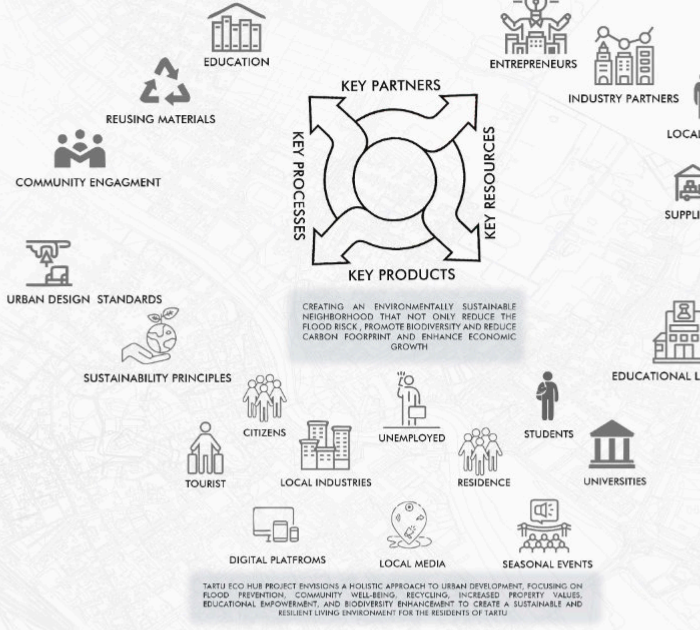 EDUCATION
ENTREPRENEURS
INDUSTRY PARTNERS
KEY PARTNERS
REUSING MATERIALS
LOCAL
KEY PROCESSES
KEY RESOURCES
COMMUNITY ENGAGMENT
SUPPLI
KEY PRODUCTS
URBAN DESIGN STANDARDS
CREATING AN ENVIRONMENTALLY SUSTAINABLE
NEIGHBORHOOD THAT NOT ONLY REDUCE THE
FLOOD RISCK , PROMOTE BIODIVERSITY AND REDUCE
CARBON FOORPRINT AND ENHANCE ECONOMIC
GROWTH
SUSTAINABILITY PRINCIPLES
EDUCATIONAL L
CITIZENS
UNEMPLOYED
STUDENTS
TOURIST
LOCAL INDUSTRIES
RESIDENCE
UNIVERSITIES
DIGITAL PLATFROMS
LOCAL MEDIA
SEASONAL EVENTS
TARTU ECO HUB PROJECT ENVISIONS A HOLISTIC APPROACH TO URBAN DEVELOPMENT, FOCUSING ON
FLOOD PREVENTION, COMMUNITY WELL-BEING, RECYCLING, INCREASED PROPERTY VALUES,
EDUCATIONAL EMPOWERMENT, AND BIODIVERSITY ENHANCEMENT TO CREATE A SUSTAINABLE AND
RESILIENT LIVING ENVIRONMENT FOR THE RESIDENTS OF TARTU